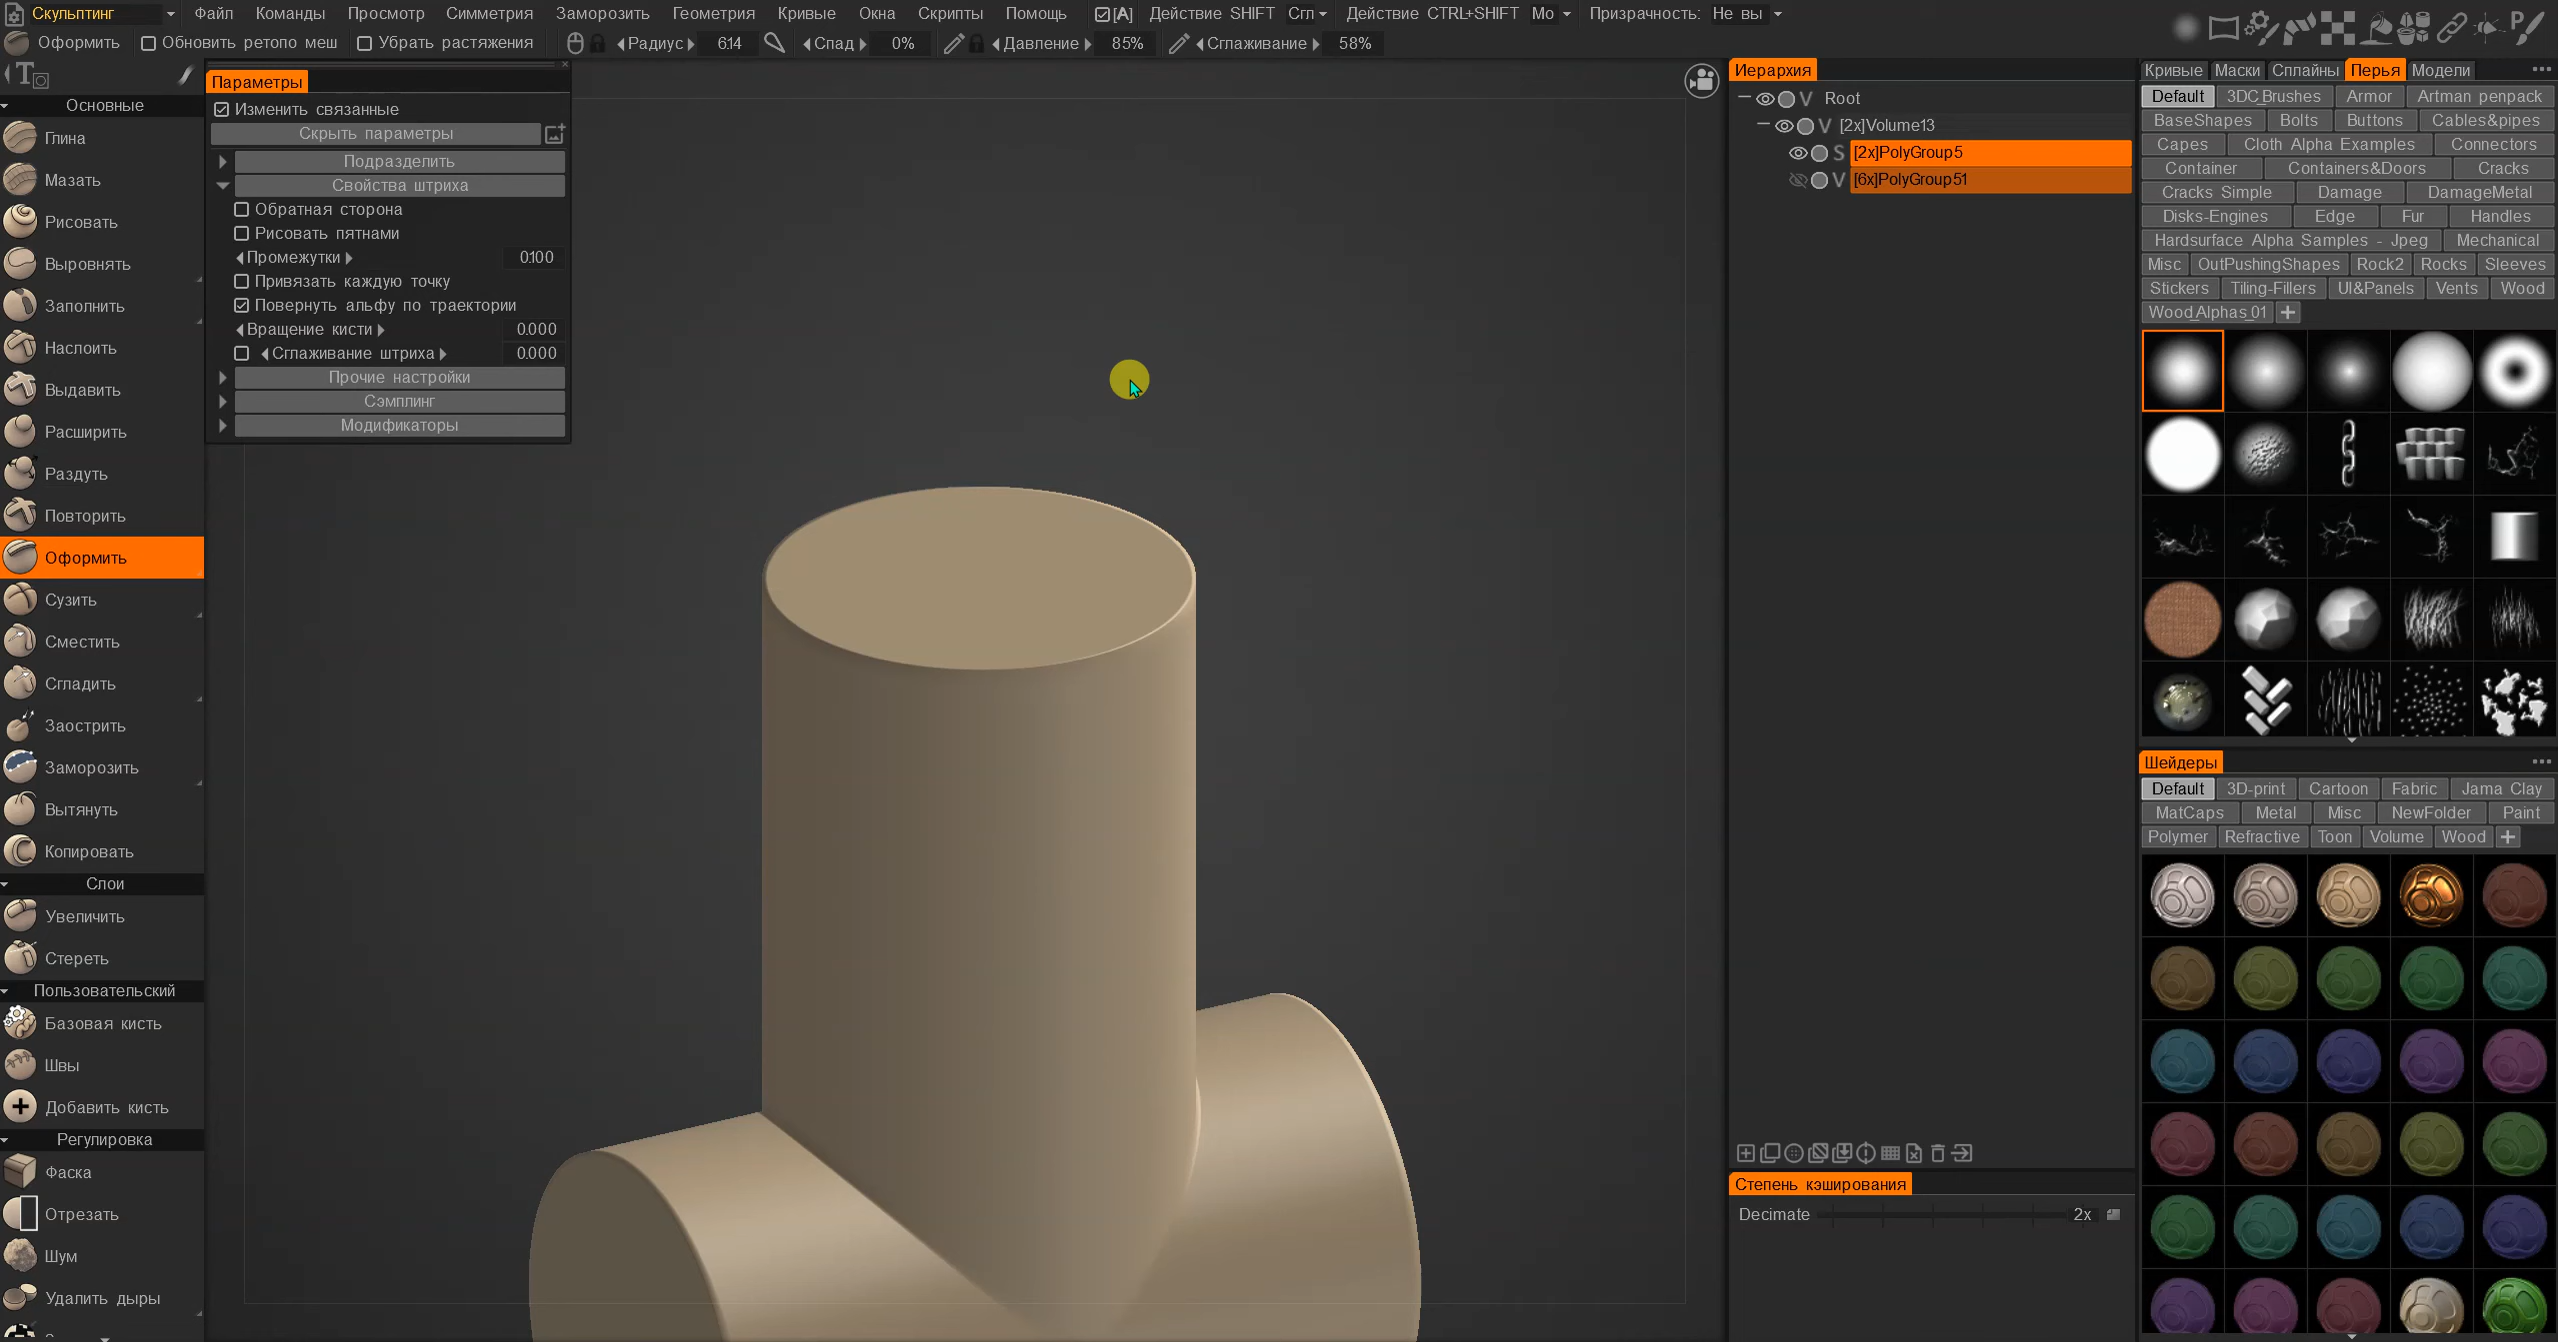 Скульптинг Файл Команды Просмотр Симметрия Заморозить Геометрия Кривые Окна Скрипты Помощь [A] Действие SHIFT Сгл Действие CTRL+SHIFT Мо Призрачность: Не вы
Оформить Обновить ретопо меш Убрать растяжения Радиус 6.14 Спад 0% Давление 85% Сглаживание 58%
Основные
Глина
Мазать
Рисовать
Выровнять
Заполнить
Наслоить
Выдавить
Расширить
Раздуть
Повторить
Оформить
Сузить
Сместить
Сгладить
Заострить
Заморозить
Вытянуть
Копировать
Слои
Увеличить
Стереть
Пользовательский
Базовая кисть
Швы
Добавить кисть
Регулировка
Фаска
Отрезать
Шум
Удалить дыры
Параметры
Изменить связанные
Скрыть параметры
Подразделить
Свойства штриха
Обратная сторона
Рисовать пятнами
Промежутки 0.100
Привязать каждую точку
Повернуть альфу по траектории
Вращение кисти 0.000
Сглаживание штриха 0.000
Прочие настройки
Сэмплинг
Модификаторы
Иерархия
V Root
V [2x]Volume13
S [2x]PolyGroup5
V [6x]PolyGroup51
Степень кэширования
Decimate 2x
Кривые Маски Сплайны Перья Модели
Default 3DC_Brushes Armor Artman penpack
BaseShapes Bolts Buttons Cables&pipes
Capes Cloth Alpha Examples Connectors
Container Containers&Doors Cracks
Cracks Simple Damage DamageMetal
Disks-Engines Edge Fur Handles
Hardsurface Alpha Samples - Jpeg Mechanical
Misc OutPushingShapes Rock2 Rocks Sleeves
Stickers Tiling-Fillers UI&Panels Vents Wood
Wood_Alphas_01
Шейдеры
Default 3D-print Cartoon Fabric Jama Clay
MatCaps Metal Misc NewFolder Paint
Polymer Refractive Toon Volume Wood